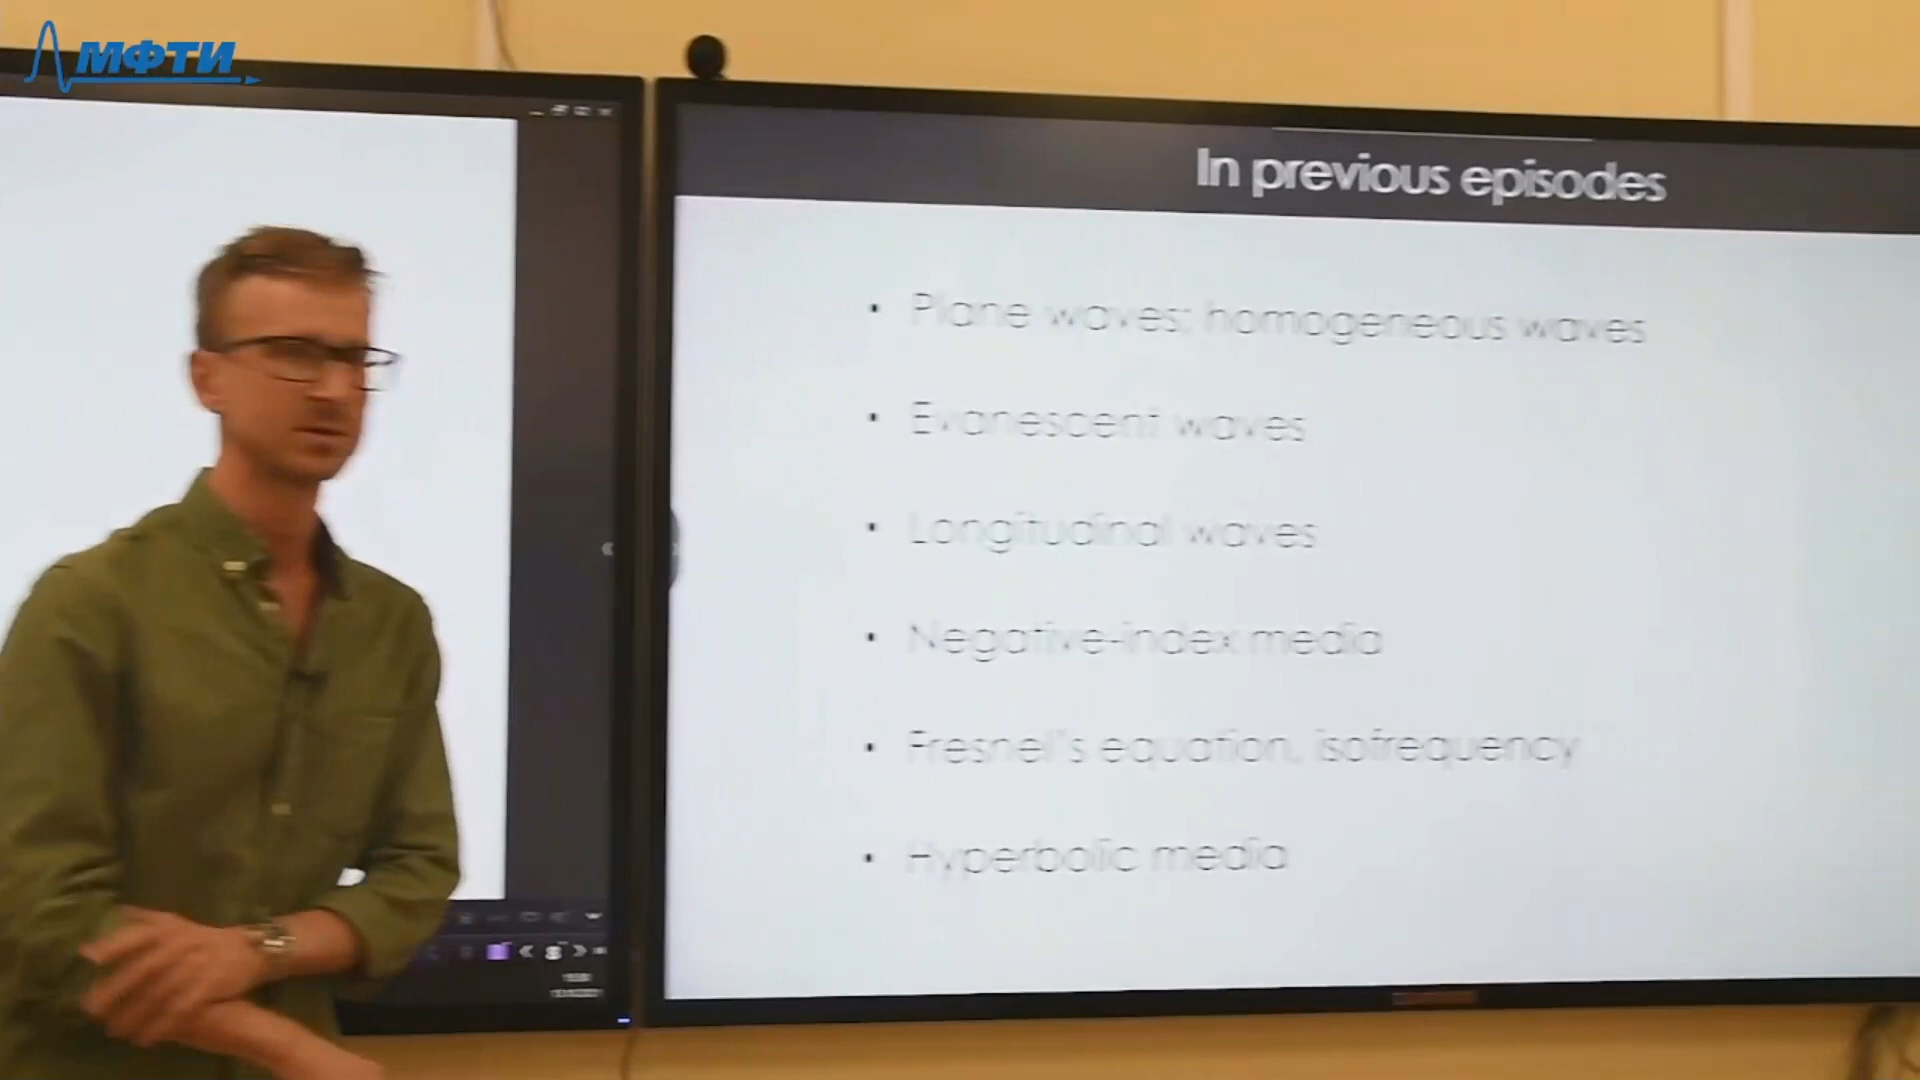 МФТИ
In previous episodes
• Plane waves; homogeneous waves
• Evanescent waves
• Longitudinal waves
• Negative-index media
• Fresnel's equation, isofrequency
• Hyperbolic media